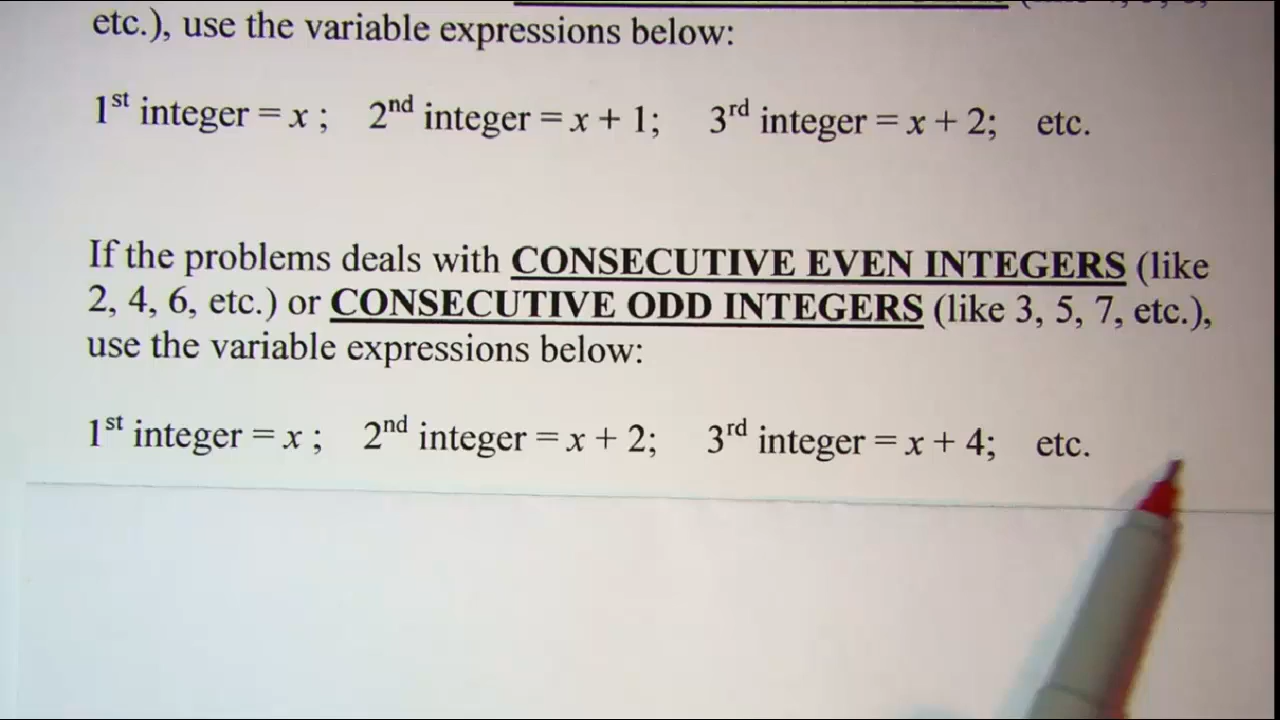 etc.), use the variable expressions below:
1st integer = x ; 2nd integer = x + 1; 3rd integer = x + 2; etc.
If the problems deals with CONSECUTIVE EVEN INTEGERS (like
2, 4, 6, etc.) or CONSECUTIVE ODD INTEGERS (like 3, 5, 7, etc.),
use the variable expressions below:
1st integer = x ; 2nd integer = x + 2; 3rd integer = x + 4; etc.